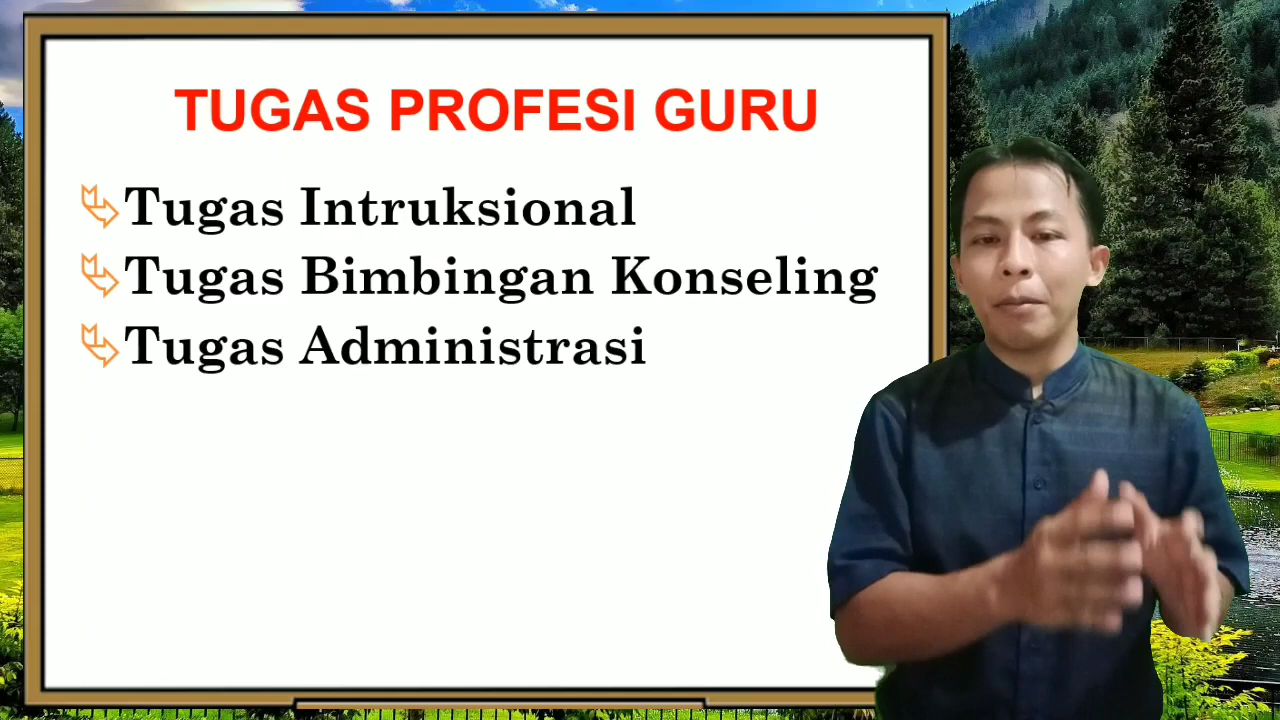 TUGAS PROFESI GURU
Tugas Intruksional
Tugas Bimbingan Konseling
Tugas Administrasi